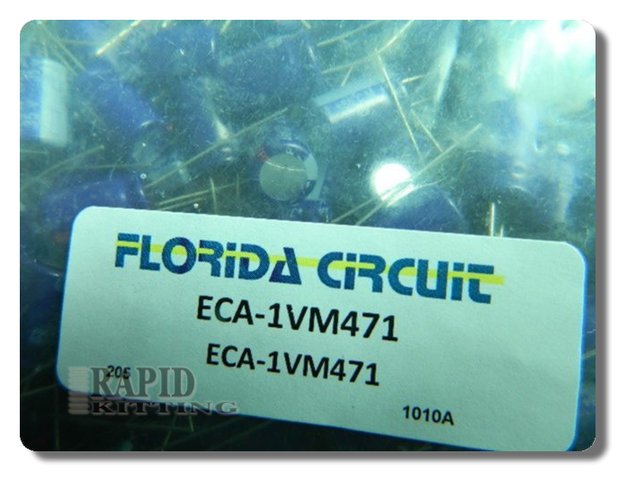 FLORiDA CiRCUiT
ECA-1VM471
ECA-1VM471
205
RAPID
KITTING
1010A